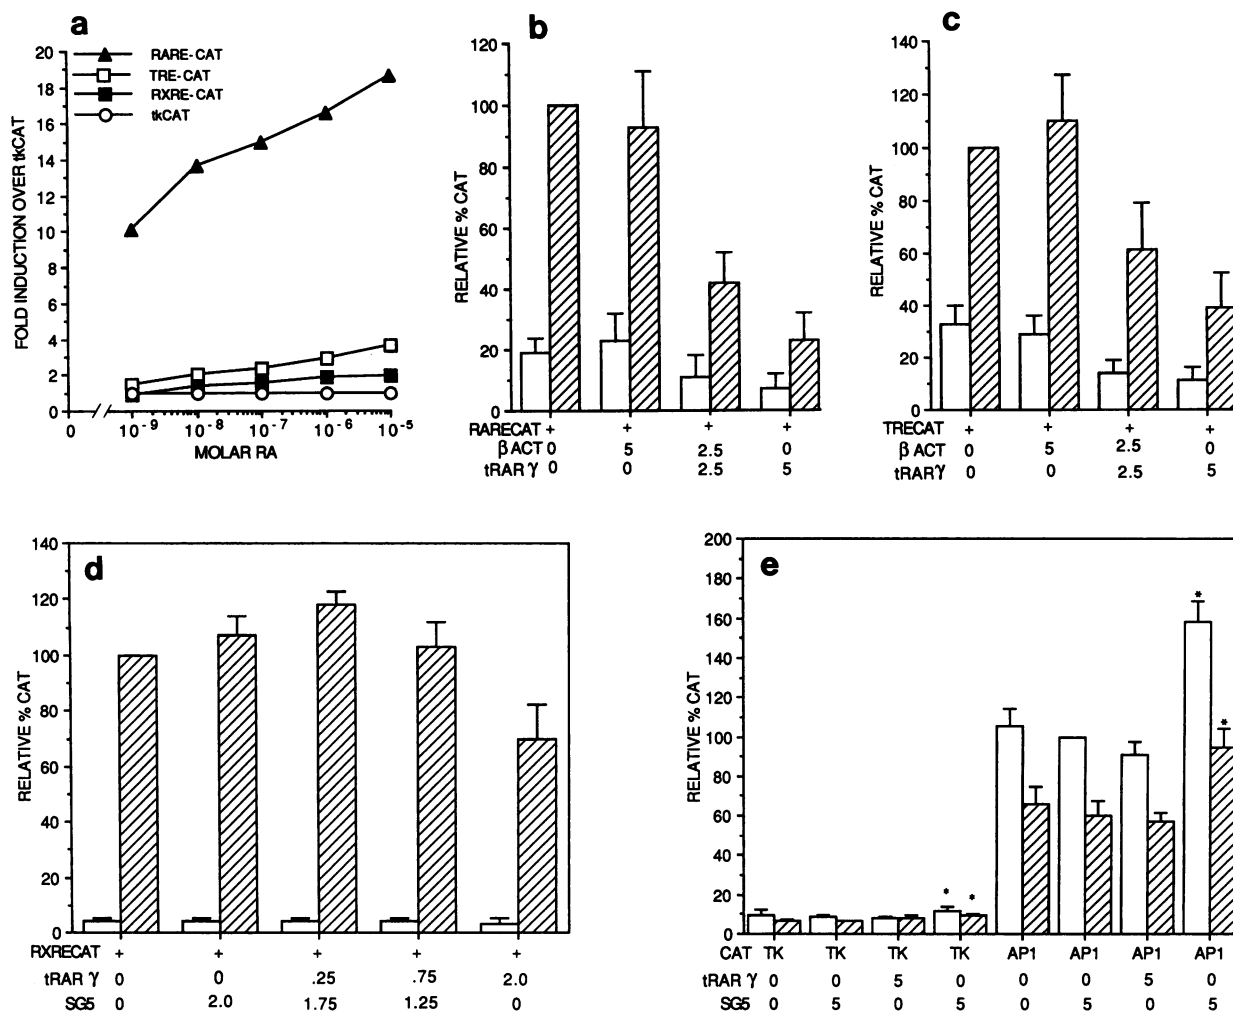 a
20
18
16
14
12
10
8
6
4
2
0
FOLD INDUCTION OVER tkCAT
RARE-CAT
TRE-CAT
RXRE-CAT
tkCAT
0 10-9 10-8 10-7 10-6 10-5
MOLAR RA
b
120
100
80
60
40
20
0
RELATIVE % CAT
RARECAT + + + +
β ACT 0 5 2.5 0
tRAR γ 0 0 2.5 5
c
140
120
100
80
60
40
20
0
RELATIVE % CAT
TRECAT + + + +
β ACT 0 5 2.5 0
tRARγ 0 0 2.5 5
d
140
120
100
80
60
40
20
0
RELATIVE % CAT
RXRECAT + + + + +
tRAR γ 0 0 .25 .75 2.0
SG5 0 2.0 1.75 1.25 0
e
200
180
160
140
120
100
80
60
40
20
0
RELATIVE % CAT
* * * *
CAT TK TK TK TK AP1 AP1 AP1 AP1
tRAR γ 0 0 5 0 0 0 5 0
SG5 0 5 0 5 0 5 0 5